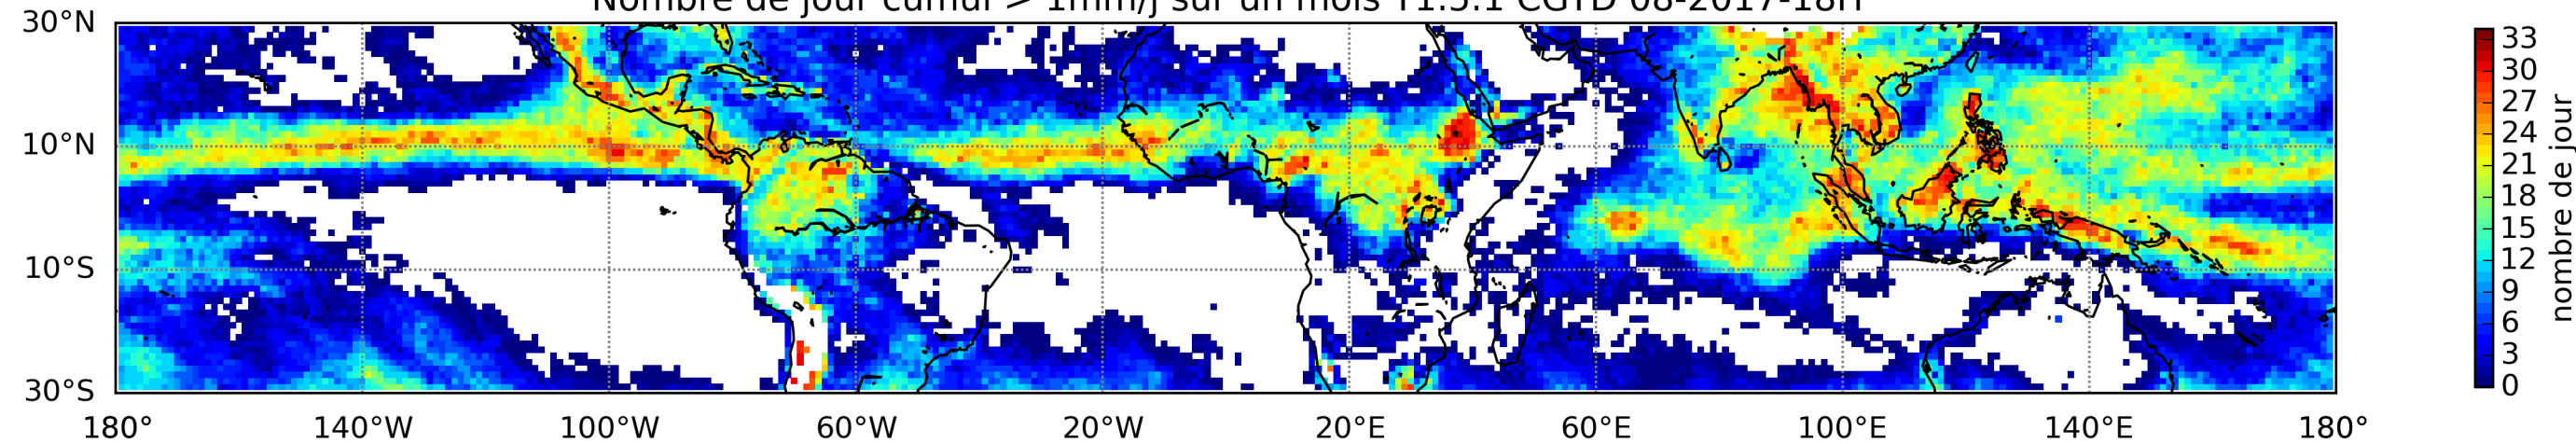 Nombre de jour cumul > 1mm/j sur un mois T1.5.1 CGTD 08-2017-18H
30°N
10°N
10°S
30°S
180° 140°W 100°W 60°W 20°W 20°E 60°E 100°E 140°E 180°
33
30
27
24
21
18
15
12
9
6
3
0
nombre de jour